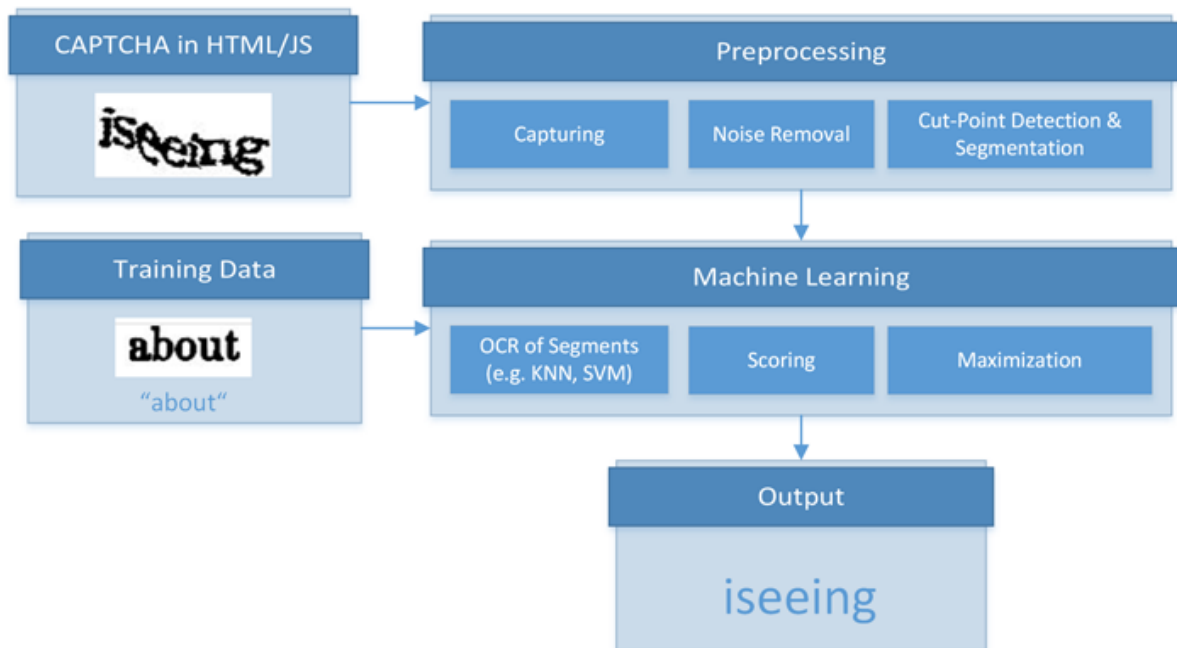 CAPTCHA in HTML/JS
iseeing
Preprocessing
Capturing
Noise Removal
Cut-Point Detection &
Segmentation
Training Data
about
“about“
Machine Learning
OCR of Segments
(e.g. KNN, SVM)
Scoring
Maximization
Output
iseeing